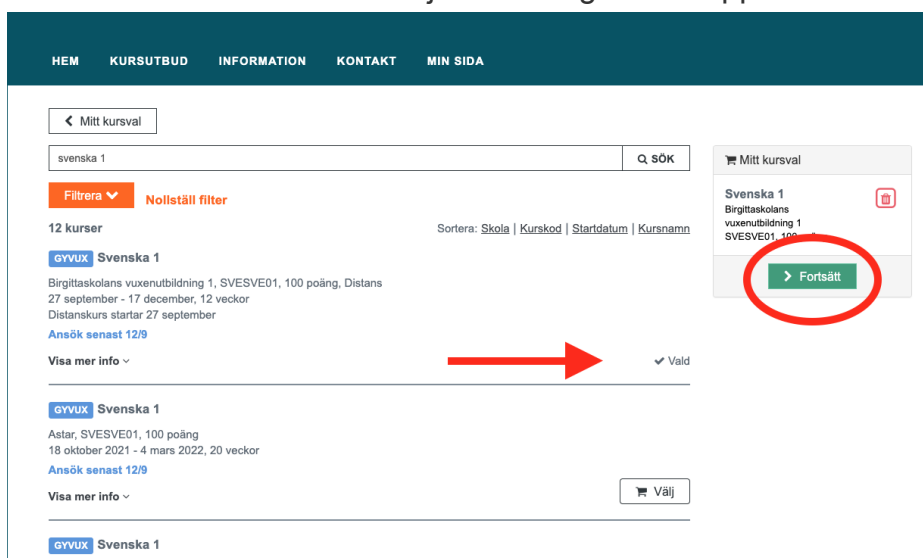 HEM KURSUTBUD INFORMATION KONTAKT MIN SIDA
Mitt kursval
svenska 1
SÖK
Filtrera
Nollställ filter
12 kurser
Sortera: Skola | Kurskod | Startdatum | Kursnamn
GYVUX Svenska 1
Birgittaskolans vuxenutbildning 1, SVESVE01, 100 poäng, Distans
27 september - 17 december, 12 veckor
Distanskurs startar 27 september
Ansök senast 12/9
Visa mer info
Vald
GYVUX Svenska 1
Astar, SVESVE01, 100 poäng
18 oktober 2021 - 4 mars 2022, 20 veckor
Ansök senast 12/9
Visa mer info
Välj
GYVUX Svenska 1
Mitt kursval
Svenska 1
Birgittaskolans
vuxenutbildning 1
SVESVE01, 100
Fortsätt